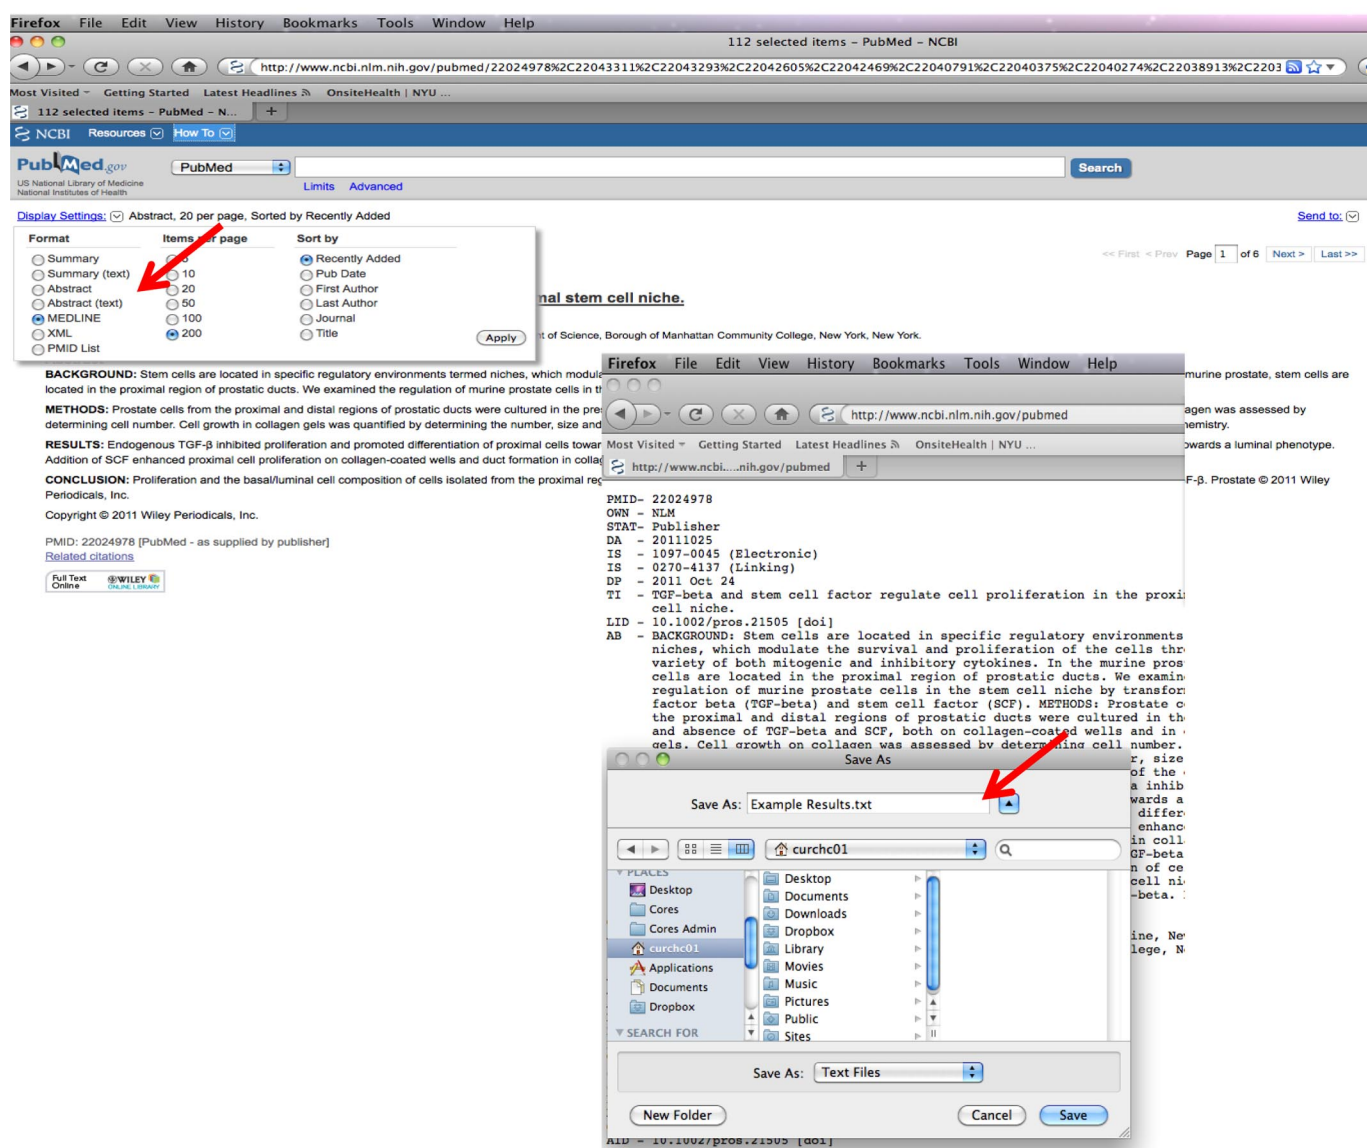 Firefox File Edit View History Bookmarks Tools Window Help
112 selected items – PubMed – NCBI
http://www.ncbi.nlm.nih.gov/pubmed/22024978%2C22043311%2C22043293%2C22042605%2C22042469%2C22040791%2C22040375%2C22040274%2C22038913%2C2203
Most Visited Getting Started Latest Headlines OnsiteHealth | NYU ...
112 selected items – PubMed – N... +
NCBI Resources How To
PubMed.gov PubMed Search
US National Library of Medicine
National Institutes of Health
Limits Advanced
Display Settings: Abstract, 20 per page, Sorted by Recently Added Send to:
Format Items per page Sort by
Summary 5 Recently Added
Summary (text) 10 Pub Date
Abstract 20 First Author
Abstract (text) 50 Last Author
MEDLINE 100 Journal
XML 200 Title
PMID List
Apply
<< First < Prev Page 1 of 6 Next > Last >>
nal stem cell niche.
t of Science, Borough of Manhattan Community College, New York, New York.
BACKGROUND: Stem cells are located in specific regulatory environments termed niches, which modula murine prostate, stem cells are
located in the proximal region of prostatic ducts. We examined the regulation of murine prostate cells in th
METHODS: Prostate cells from the proximal and distal regions of prostatic ducts were cultured in the pre agen was assessed by
determining cell number. Cell growth in collagen gels was quantified by determining the number, size and emistry.
RESULTS: Endogenous TGF-β inhibited proliferation and promoted differentiation of proximal cells towar owards a luminal phenotype.
Addition of SCF enhanced proximal cell proliferation on collagen-coated wells and duct formation in collag
CONCLUSION: Proliferation and the basal/luminal cell composition of cells isolated from the proximal reg F-β. Prostate © 2011 Wiley
Periodicals, Inc.
Copyright © 2011 Wiley Periodicals, Inc.
PMID: 22024978 [PubMed - as supplied by publisher]
Related citations
Full Text
Online
WILEY
ONLINE LIBRARY
Firefox File Edit View History Bookmarks Tools Window Help
http://www.ncbi.nlm.nih.gov/pubmed
Most Visited Getting Started Latest Headlines OnsiteHealth | NYU ...
http://www.ncbi.....nih.gov/pubmed +
PMID- 22024978
OWN - NLM
STAT- Publisher
DA - 20111025
IS - 1097-0045 (Electronic)
IS - 0270-4137 (Linking)
DP - 2011 Oct 24
TI - TGF-beta and stem cell factor regulate cell proliferation in the proxi
cell niche.
LID - 10.1002/pros.21505 [doi]
AB - BACKGROUND: Stem cells are located in specific regulatory environments
niches, which modulate the survival and proliferation of the cells thr
variety of both mitogenic and inhibitory cytokines. In the murine pros
cells are located in the proximal region of prostatic ducts. We examin
regulation of murine prostate cells in the stem cell niche by transfor
factor beta (TGF-beta) and stem cell factor (SCF). METHODS: Prostate c
the proximal and distal regions of prostatic ducts were cultured in th
and absence of TGF-beta and SCF, both on collagen-coated wells and in
gels. Cell growth on collagen was assessed by determining cell number.
r, size
of the
a inhib
wards a
differ
enhanc
in coll
GF-beta
n of ce
cell ni
-beta.
ine, Ne
lege, N
Save As
Save As: Example Results.txt
curchc01
PLACES
Desktop
Cores
Cores Admin
curchc01
Applications
Documents
Dropbox
SEARCH FOR
Desktop
Documents
Downloads
Dropbox
Library
Movies
Music
Pictures
Public
Sites
Save As: Text Files
New Folder Cancel Save
AID - 10.1002/pros.21505 [doi]